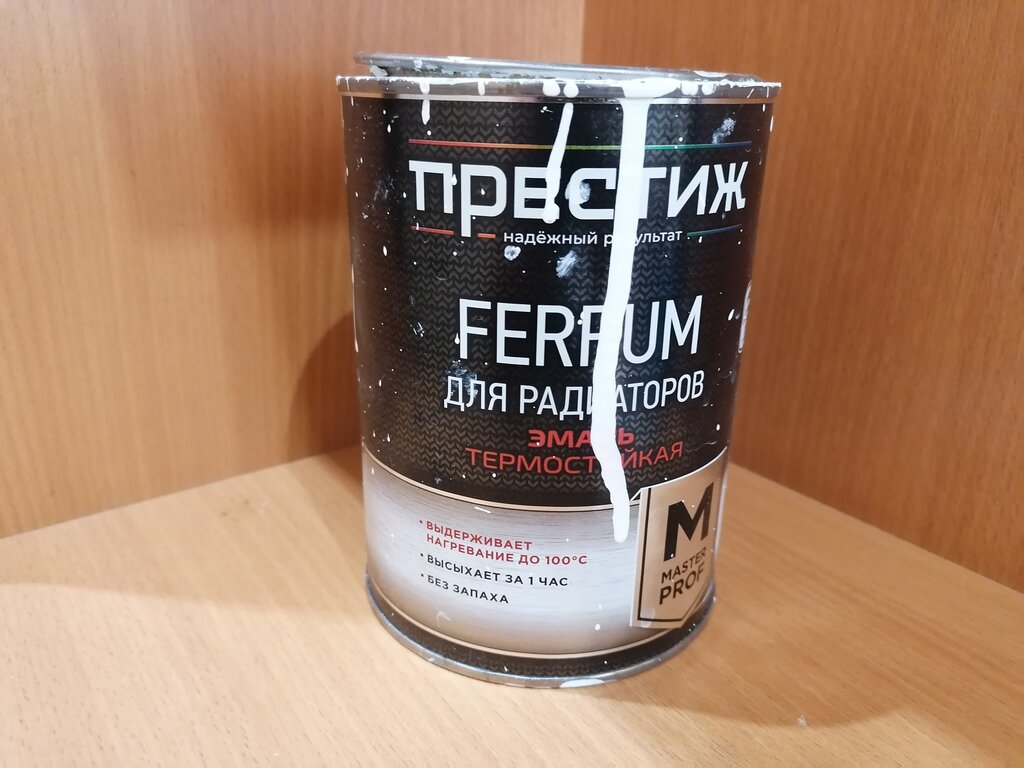 ПРЕСТИЖ
надёжный результат
FERRUM
ДЛЯ РАДИАТОРОВ
ЭМАЛЬ
ТЕРМОСТОЙКАЯ
• ВЫДЕРЖИВАЕТ
НАГРЕВАНИЕ ДО 100°С
• ВЫСЫХАЕТ ЗА 1 ЧАС
• БЕЗ ЗАПАХА
M
MASTER
PROF